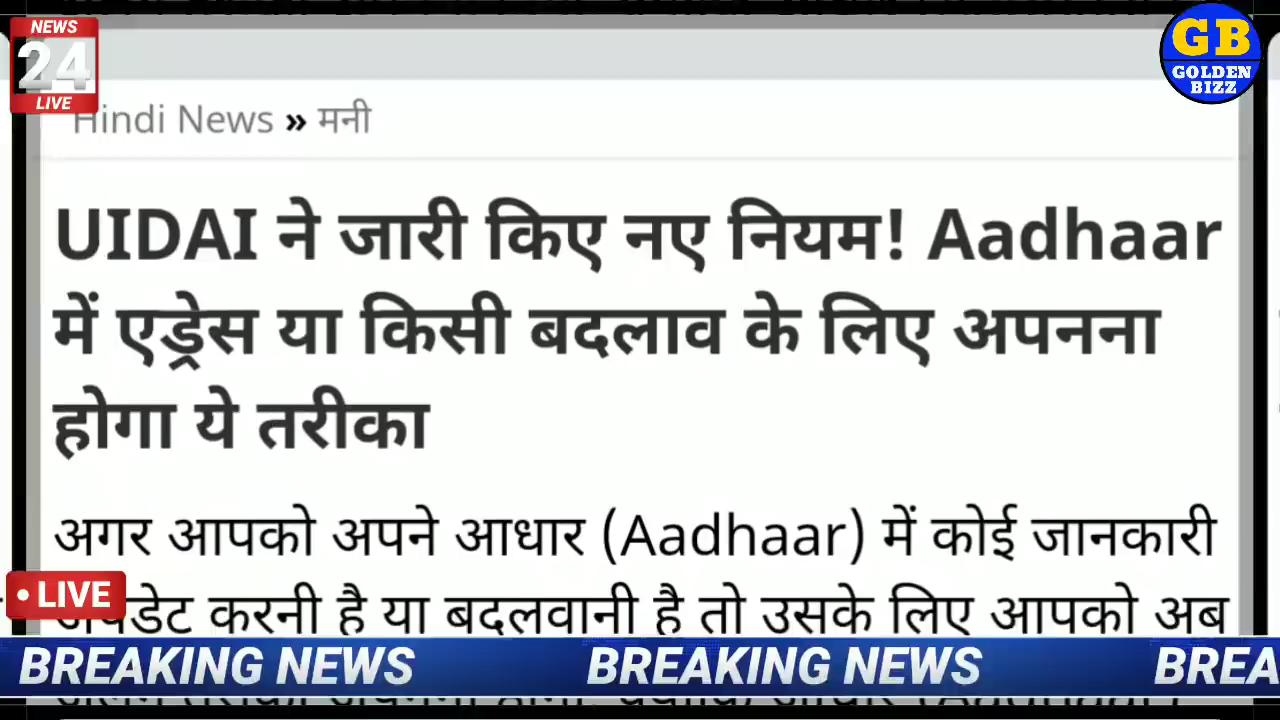 NEWS
24
LIVE
GB
GOLDEN
BIZZ
Hindi News » मनी
UIDAI ने जारी किए नए नियम! Aadhaar
में एड्रेस या किसी बदलाव के लिए अपनना
होगा ये तरीका
अगर आपको अपने आधार (Aadhaar) में कोई जानकारी
• LIVE
करनी है या बदलवानी है तो उसके लिए आपको अब
BREAKING NEWS BREAKING NEWS BREA